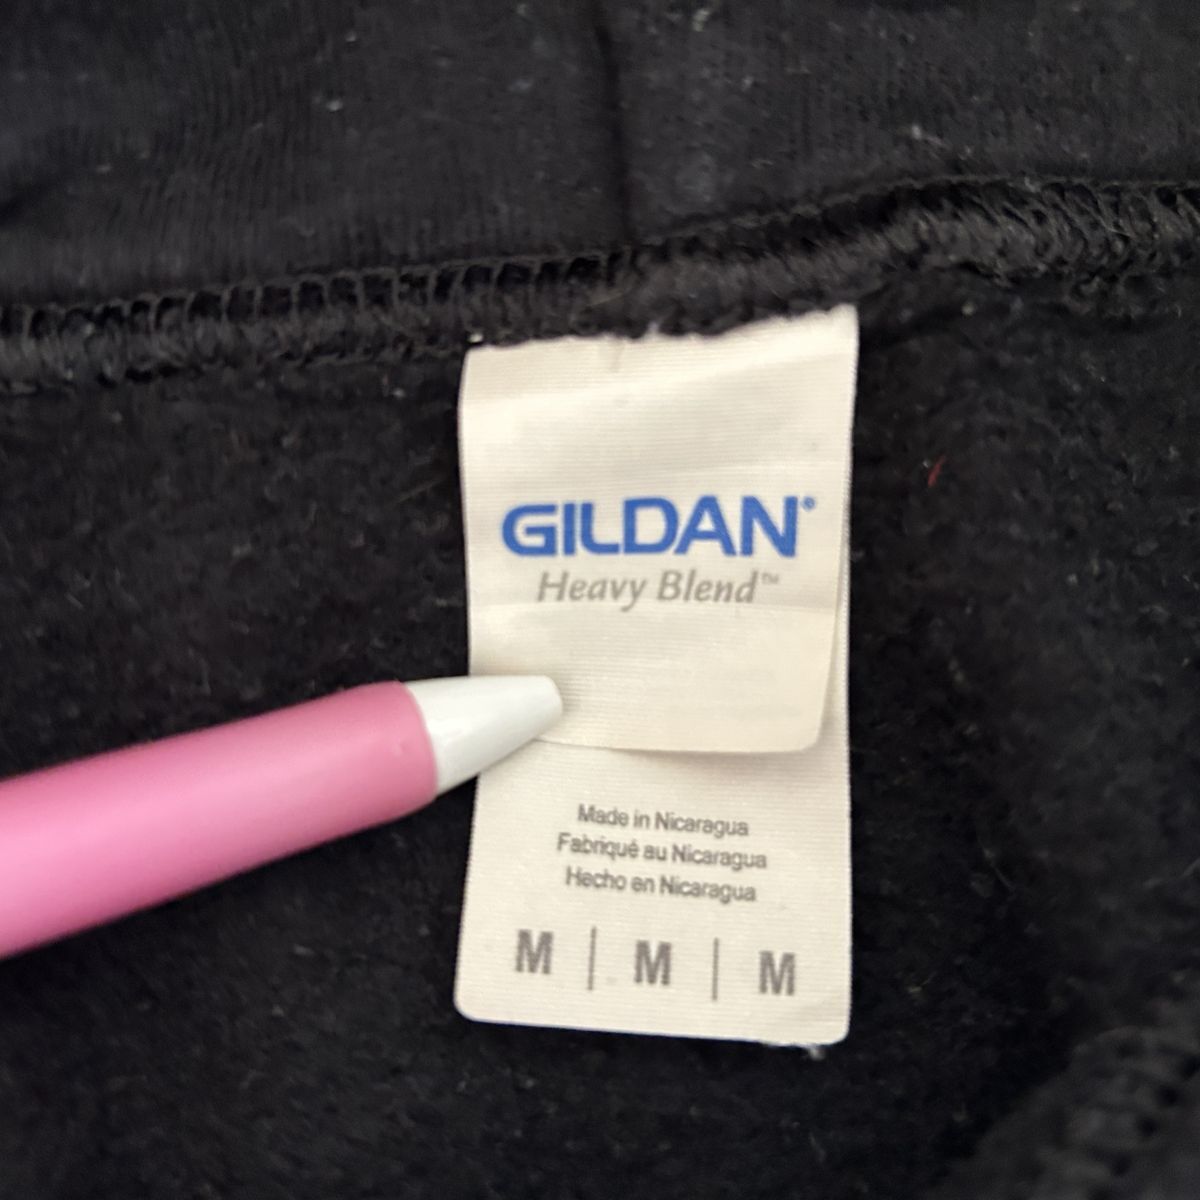 GILDAN®
Heavy Blend™
Made in Nicaragua
Fabriqué au Nicaragua
Hecho en Nicaragua
M | M | M